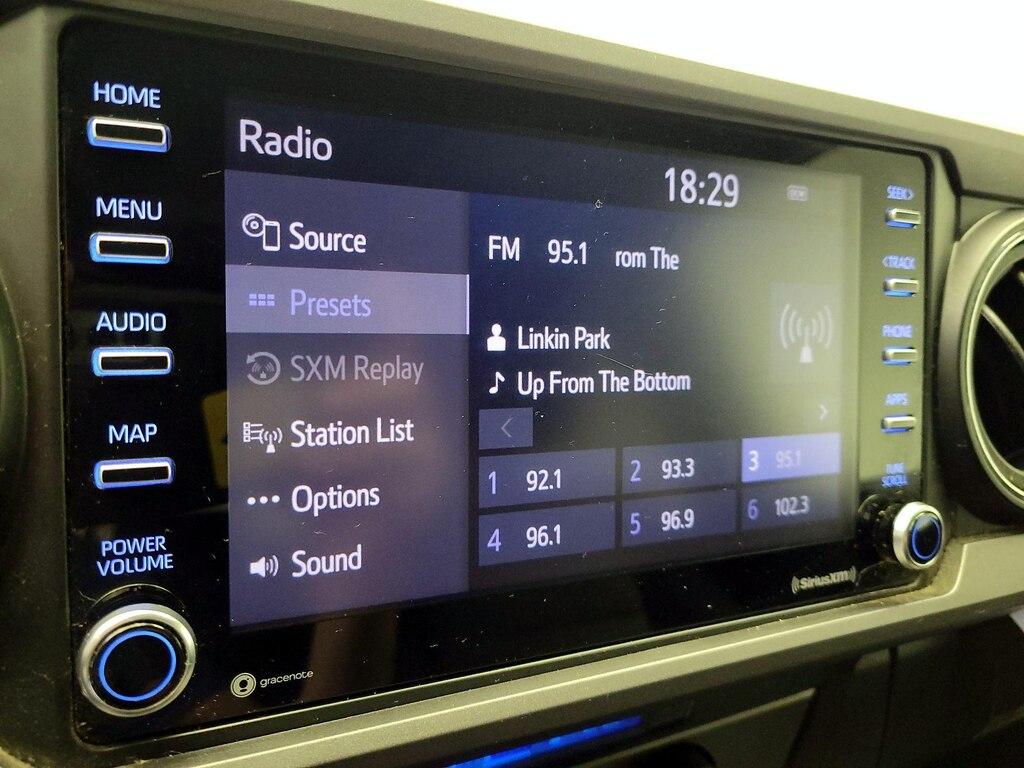 HOME
MENU
AUDIO
MAP
POWER
VOLUME
Radio
18:29
Source
Presets
SXM Replay
Station List
Options
Sound
FM 95.1 rom The
Linkin Park
Up From The Bottom
1 92.1
2 93.3
3 95.1
4 96.1
5 96.9
6 102.3
SEEK>
<TRACK
PHONE
APPS
TUNE
SCROLL
SiriusXM
gracenote